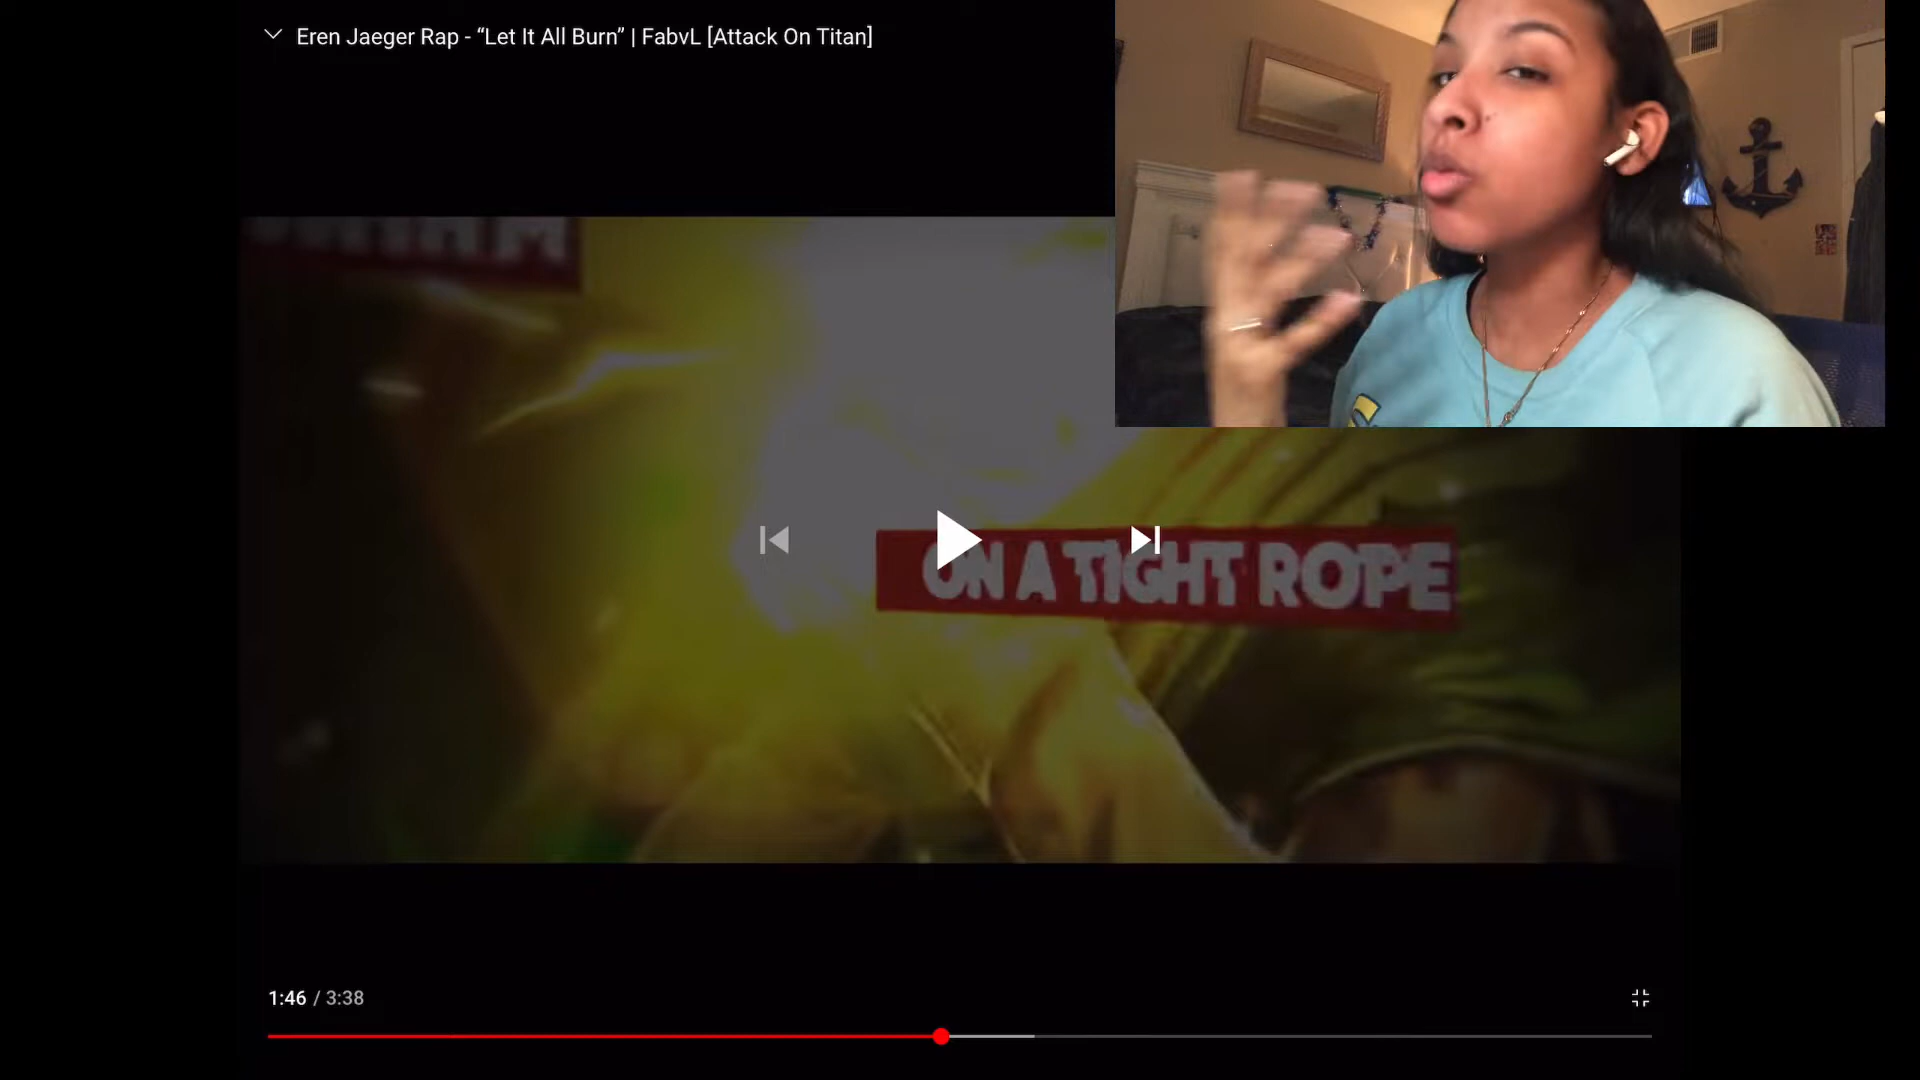 Eren Jaeger Rap - “Let It All Burn” | FabvL [Attack On Titan]
ON A TIGHT ROPE
1:46 / 3:38